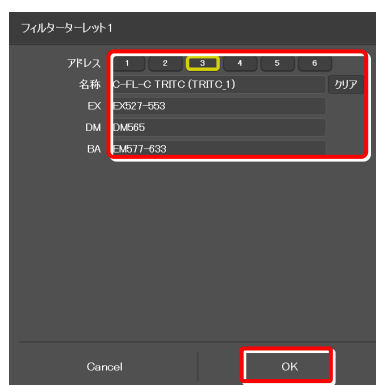 フィルターターレット1
アドレス 1 2 3 4 5 6
名称 C-FL-C TRITC (TRITC_1) クリア
EX EX527-553
DM DM565
BA EM577-633
Cancel OK